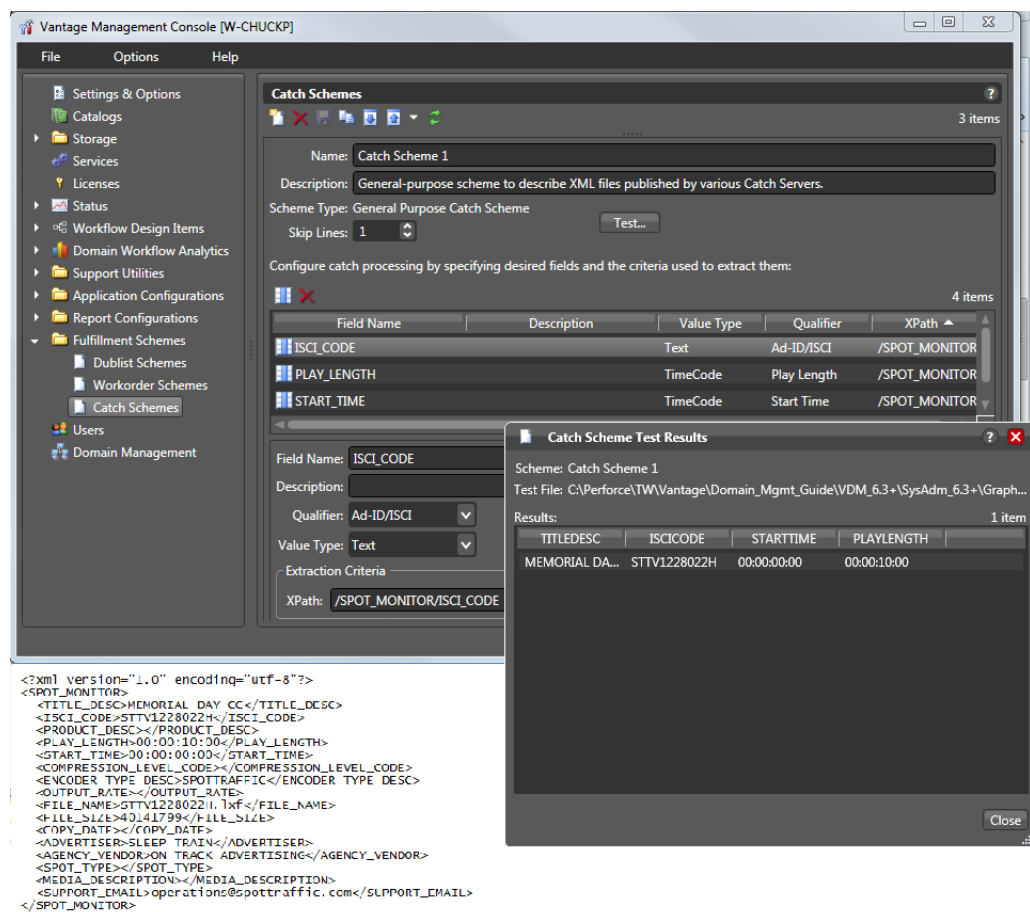 Vantage Management Console [W-CHUCKP]
File Options Help
Settings & Options
Catalogs
Storage
Services
Licenses
Status
Workflow Design Items
Domain Workflow Analytics
Support Utilities
Application Configurations
Report Configurations
Fulfillment Schemes
Dublist Schemes
Workorder Schemes
Catch Schemes
Users
Domain Management
Catch Schemes ?
3 items
Name: Catch Scheme 1
Description: General-purpose scheme to describe XML files published by various Catch Servers.
Scheme Type: General Purpose Catch Scheme
Skip Lines: 1 Test...
Configure catch processing by specifying desired fields and the criteria used to extract them:
4 items
Field Name Description Value Type Qualifier XPath
ISCI_CODE Text Ad-ID/ISCI /SPOT_MONITOR
PLAY_LENGTH TimeCode Play Length /SPOT_MONITOR
START_TIME TimeCode Start Time /SPOT_MONITOR
Field Name: ISCI_CODE
Description:
Qualifier: Ad-ID/ISCI
Value Type: Text
Extraction Criteria
XPath: /SPOT_MONITOR/ISCI_CODE
Catch Scheme Test Results ?
Scheme: Catch Scheme 1
Test File: C:\Perforce\TW\Vantage\Domain_Mgmt_Guide\VDM_6.3+\SysAdm_6.3+\Graph...
Results: 1 item
TITLEDESC ISCICODE STARTTIME PLAYLENGTH
MEMORIAL DA... STTV1228022H 00:00:00:00 00:00:10:00
Close
<?xml version="1.0" encoding="utf-8"?>
<SPOT_MONITOR>
<TITLE_DESC>MEMORIAL DAY CC</TITLE_DESC>
<ISCI_CODE>STTV1228022H</ISCI_CODE>
<PRODUCT_DESC></PRODUCT_DESC>
<PLAY_LENGTH>00:00:10:00</PLAY_LENGTH>
<START_TIME>00:00:00:00</START_TIME>
<COMPRESSION_LEVEL_CODE></COMPRESSION_LEVEL_CODE>
<ENCODER_TYPE_DESC>SPOTTRAFFIC</ENCODER_TYPE_DESC>
<OUTPUT_RATE></OUTPUT_RATE>
<FILE_NAME>STTV1228022H.lxf</FILE_NAME>
<FILE_SIZE>40141799</FILE_SIZE>
<COPY_DATE></COPY_DATE>
<ADVERTISER>SLEEP TRAIN</ADVERTISER>
<AGENCY_VENDOR>ON TRACK ADVERTISING</AGENCY_VENDOR>
<SPOT_TYPE></SPOT_TYPE>
<MEDIA_DESCRIPTION></MEDIA_DESCRIPTION>
<SUPPORT_EMAIL>operations@spottraffic.com</SUPPORT_EMAIL>
</SPOT_MONITOR>